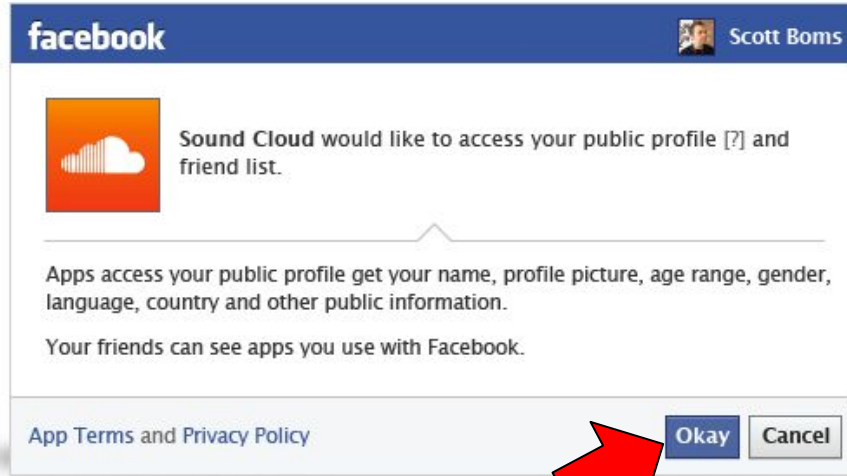 facebook
Scott Boms
Sound Cloud would like to access your public profile [?] and
friend list.
Apps access your public profile get your name, profile picture, age range, gender,
language, country and other public information.
Your friends can see apps you use with Facebook.
App Terms and Privacy Policy
Okay Cancel